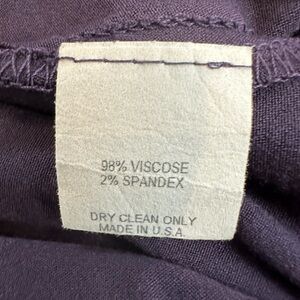 98% VISCOSE
2% SPANDEX
DRY CLEAN ONLY
MADE IN U.S.A.